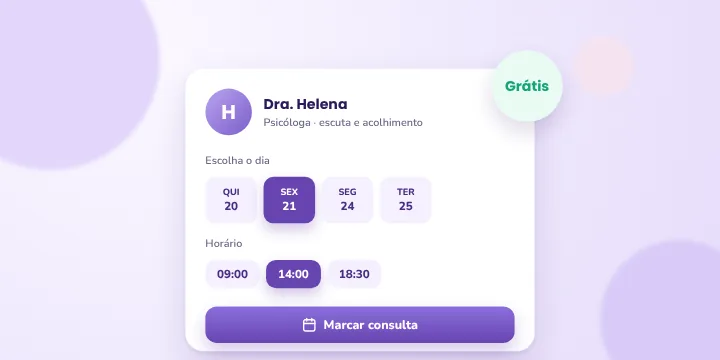 Grátis
H
Dra. Helena
Psicóloga · escuta e acolhimento
Escolha o dia
QUI SEX SEG TER
20 21 24 25
Horário
09:00 14:00 18:30
Marcar consulta